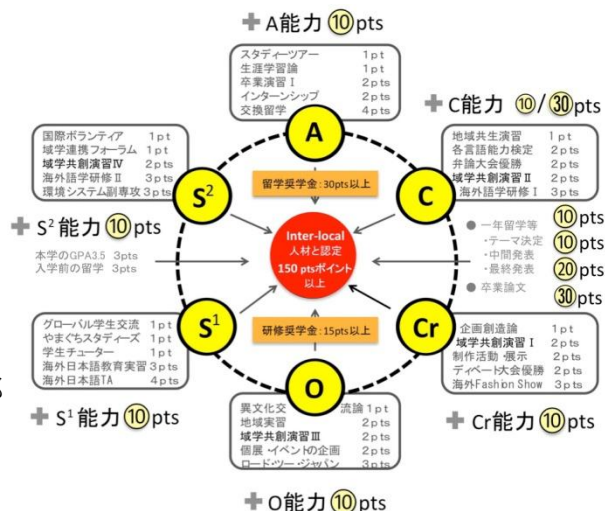 + A能力 ⑩pts
スタディーツアー 1pt
生涯学習論 1pt
卒業演習Ⅰ 2pts
インターンシップ 2pts
交換留学 4pts
A
+ C能力 ⑩/㉚pts
地域共生演習 1pt
各言語能力検定 2pts
弁論大会優勝 2pts
域学共創演習Ⅱ 2pts
海外語学研修Ⅰ 3pts
C
国際ボランティア 1pt
域学連携フォーラム 1pt
域学共創演習Ⅳ 2pts
海外語学研修Ⅱ 3pts
環境システム副専攻 3pts
S²
+ S²能力 ⑩pts
本学のGPA3.5 3pts
入学前の留学 3pts
留学奨学金：30pts以上
Inter-local
人材と認定
150 ptsポイント
以上
研修奨学金：15pts以上
● 一年留学等 ⑩pts
・テーマ決定 ⑩pts
・中間発表 ⑩pts
・最終発表 ⑳pts
● 卒業論文 ㉚pts
グローバル学生交流 1pt
やまぐちスタディーズ 1pt
学生チューター 1pt
海外日本語教育実習 3pts
海外日本語TA 4pts
S¹
+ S¹能力 ⑩pts
Cr
企画創造論 1pt
域学共創演習Ⅰ 2pts
制作活動・展示 2pts
ディベート大会優勝 2pts
海外Fashion Show 3pts
+ Cr能力 ⑩pts
O
異文化交 流論 1pt
地域実習 2pts
域学共創演習Ⅲ 2pts
個展・イベントの企画 2pts
ロード・ツー・ジャパン 3pts
+ O能力 ⑩pts